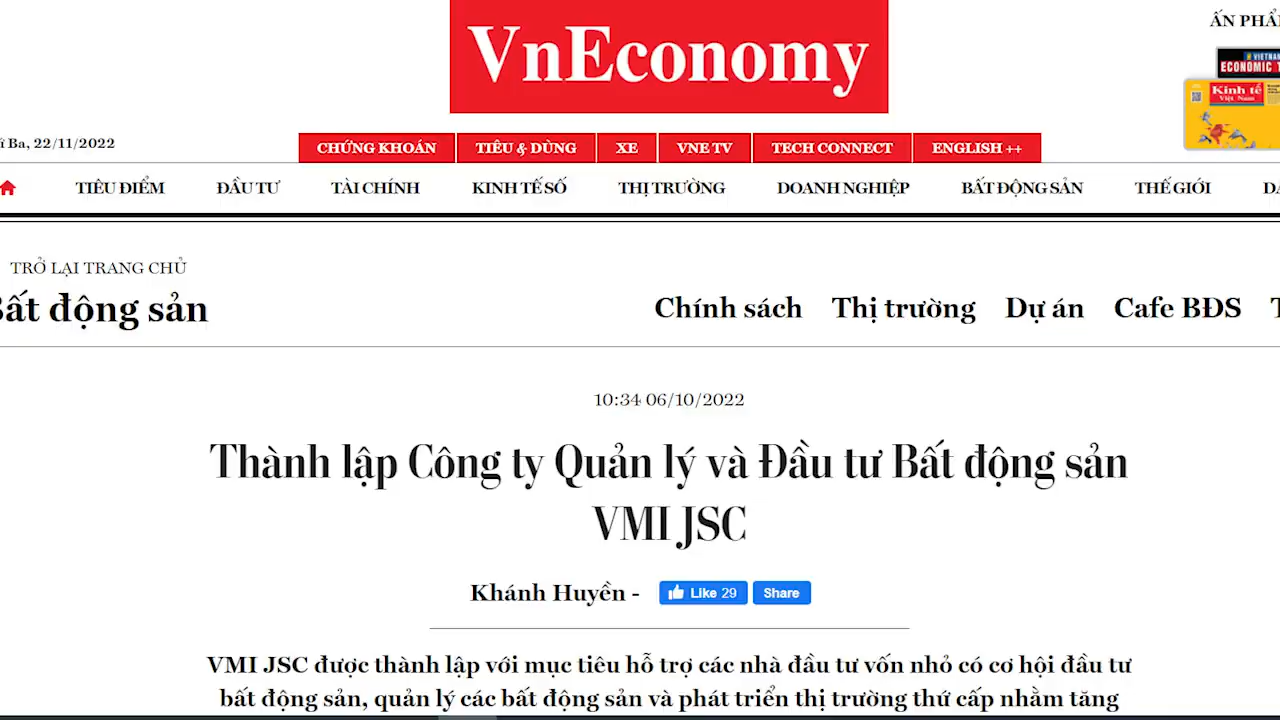 VnEconomy
ẤN PHẨ
VIETNAM
ECONOMIC
Kinh tế
Việt Nam
Ba, 22/11/2022
CHỨNG KHOÁN TIÊU & DÙNG XE VNE TV TECH CONNECT ENGLISH ++
TIÊU ĐIỂM ĐẦU TƯ TÀI CHÍNH KINH TẾ SỐ THỊ TRƯỜNG DOANH NGHIỆP BẤT ĐỘNG SẢN THẾ GIỚI
TRỞ LẠI TRANG CHỦ
Bất động sản Chính sách Thị trường Dự án Cafe BĐS
10:34 06/10/2022
Thành lập Công ty Quản lý và Đầu tư Bất động sản
VMI JSC
Khánh Huyền - Like 29 Share
VMI JSC được thành lập với mục tiêu hỗ trợ các nhà đầu tư vốn nhỏ có cơ hội đầu tư
bất động sản, quản lý các bất động sản và phát triển thị trường thứ cấp nhằm tăng